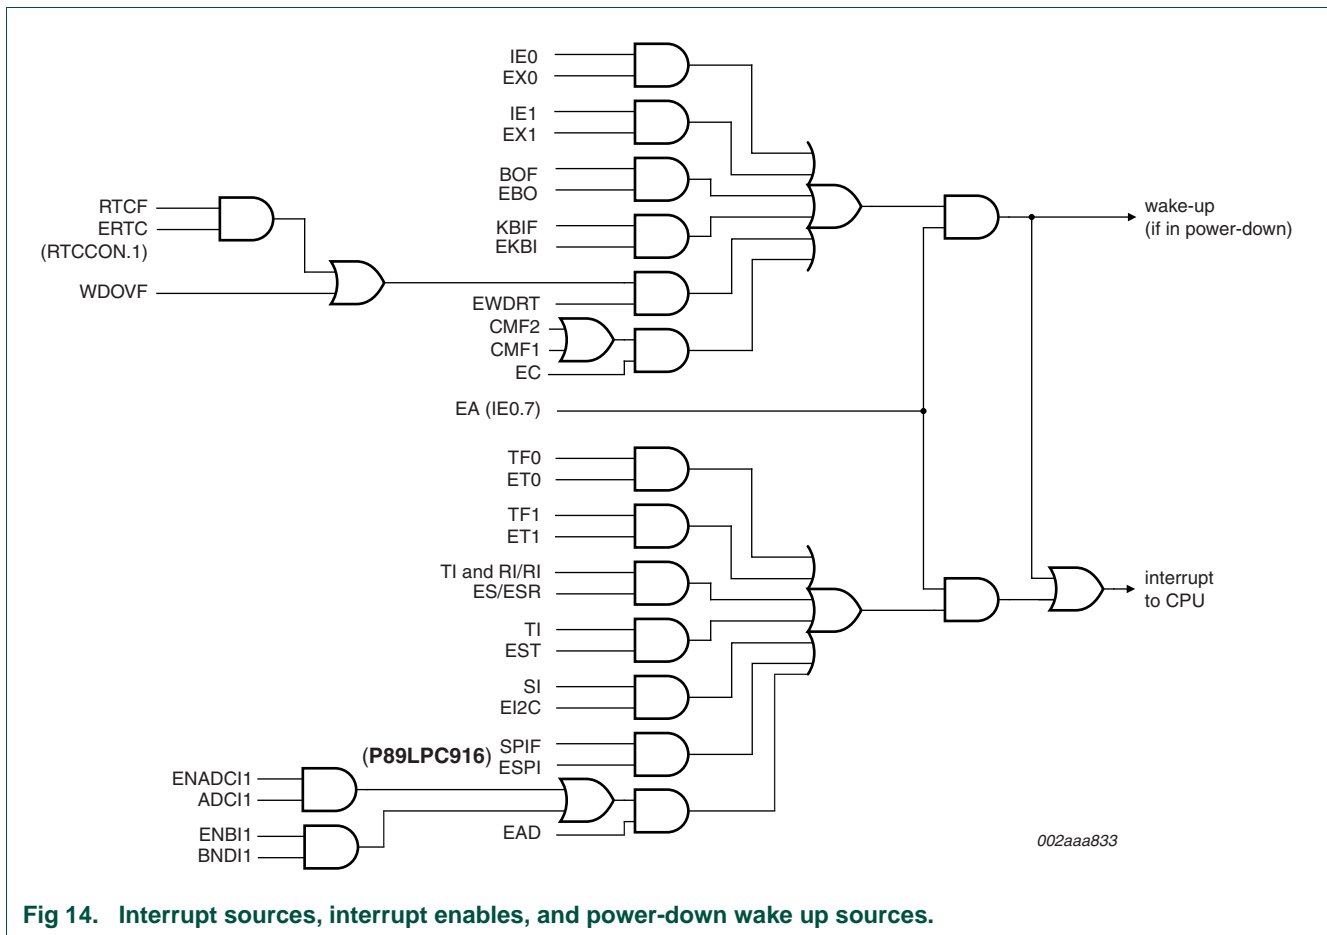 IE0
EX0
IE1
EX1
BOF
EBO
RTCF
ERTC
(RTCCON.1)
WDOVF
KBIF
EKBI
EWDRT
CMF2
CMF1
EC
wake-up
(if in power-down)
EA (IE0.7)
TF0
ET0
TF1
ET1
TI and RI/RI
ES/ESR
TI
EST
SI
EI2C
(P89LPC916)
SPIF
ESPI
interrupt
to CPU
ENADCI1
ADCI1
ENBI1
BNDI1
EAD
002aaa833
Fig 14. Interrupt sources, interrupt enables, and power-down wake up sources.